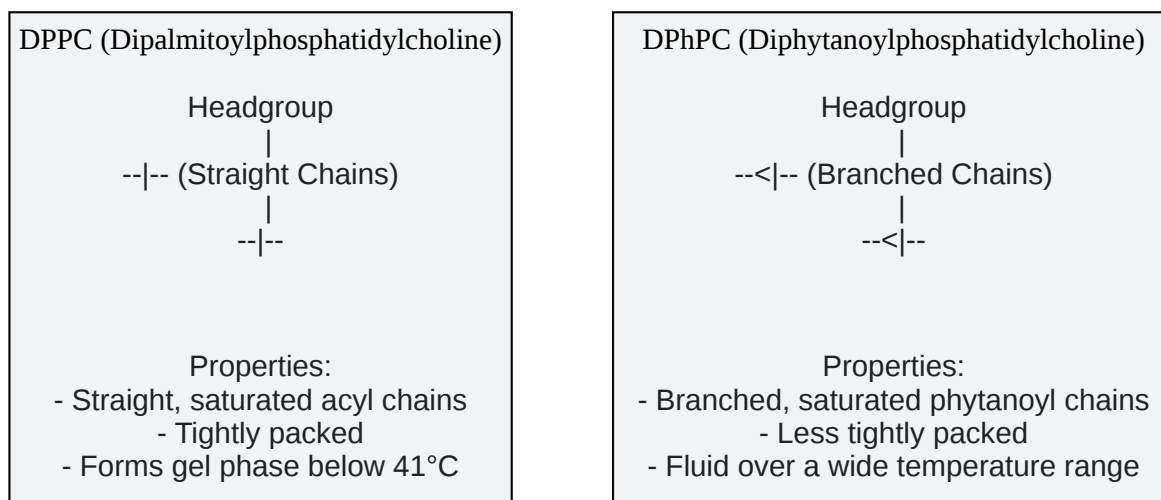 DPPC (Dipalmitoylphosphatidylcholine)
Headgroup
|
--|-- (Straight Chains)
|
--|--
Properties:
- Straight, saturated acyl chains
- Tightly packed
- Forms gel phase below 41°C
DPhPC (Diphytanoylphosphatidylcholine)
Headgroup
|
--<|-- (Branched Chains)
|
--<|--
Properties:
- Branched, saturated phytanoyl chains
- Less tightly packed
- Fluid over a wide temperature range